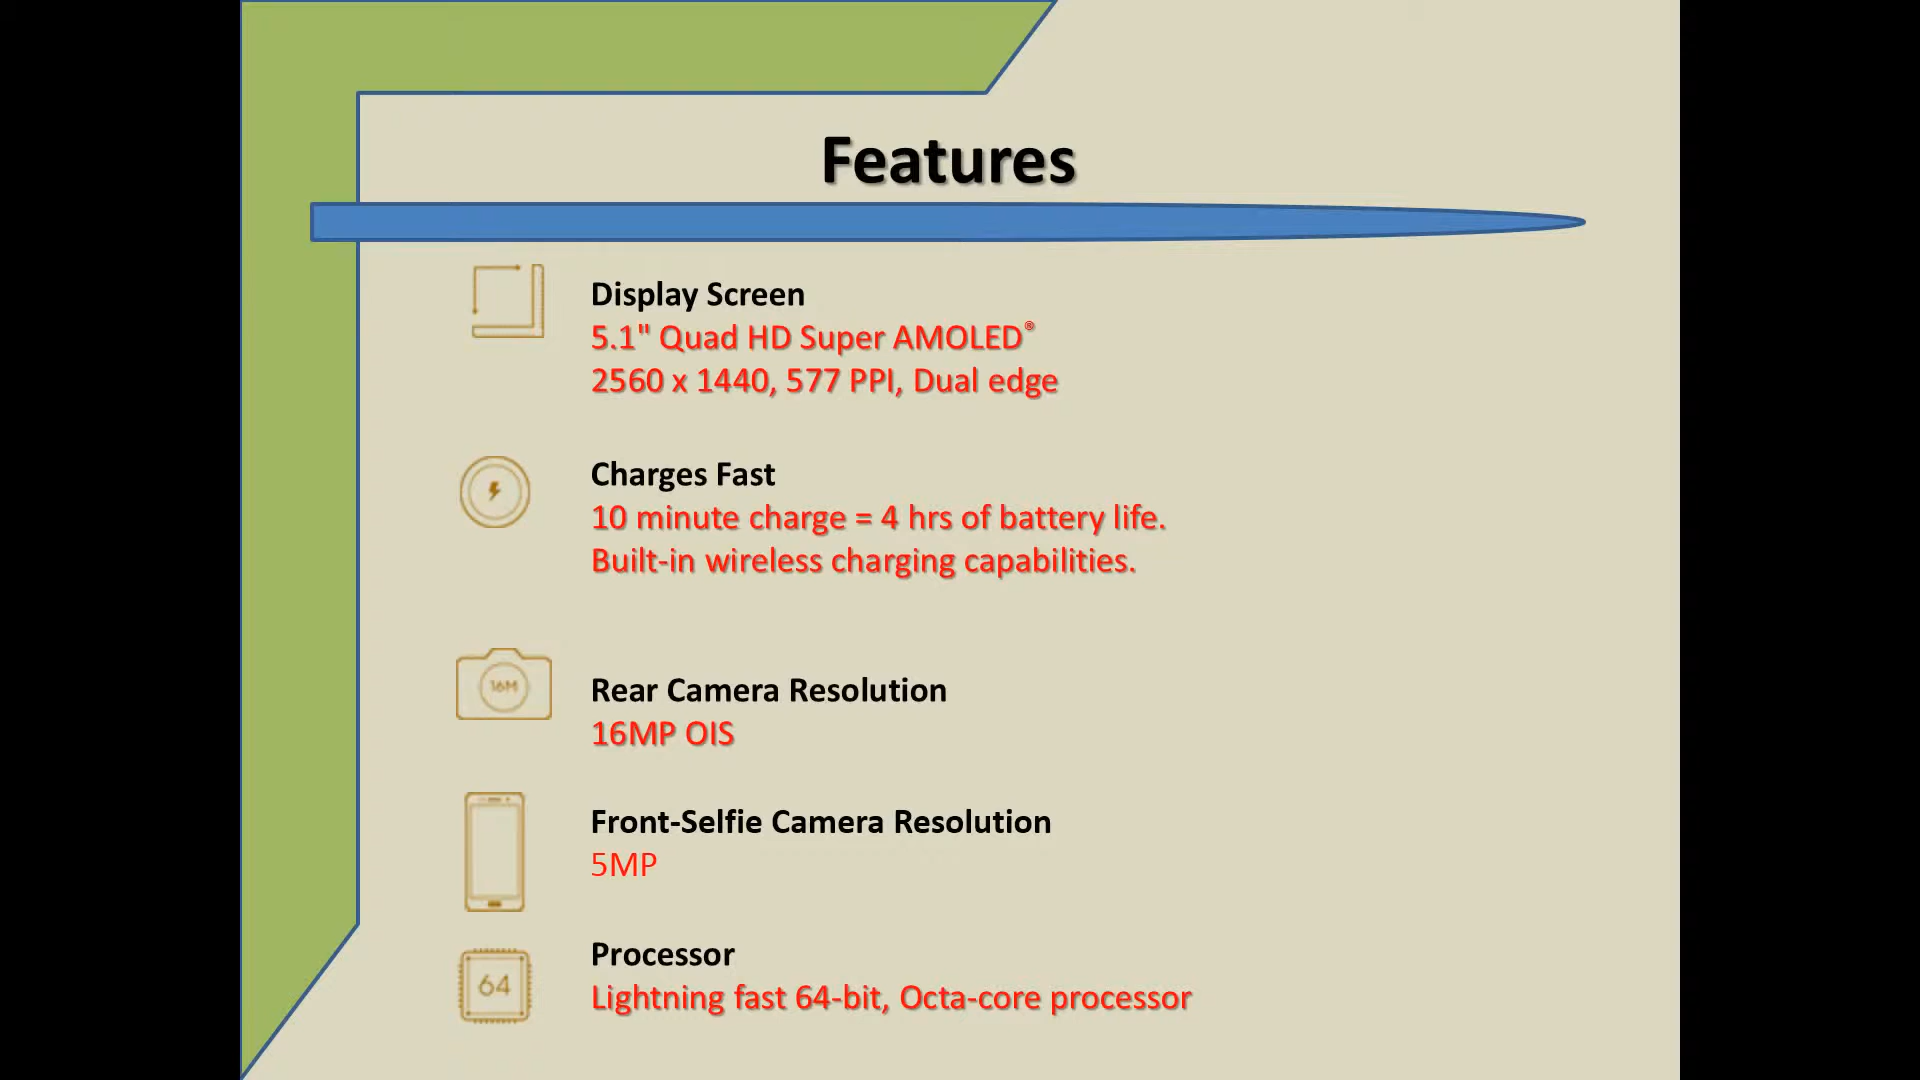 Features
Display Screen
5.1" Quad HD Super AMOLED®
2560 x 1440, 577 PPI, Dual edge
Charges Fast
10 minute charge = 4 hrs of battery life.
Built-in wireless charging capabilities.
16M
Rear Camera Resolution
16MP OIS
Front-Selfie Camera Resolution
5MP
Processor
64
Lightning fast 64-bit, Octa-core processor